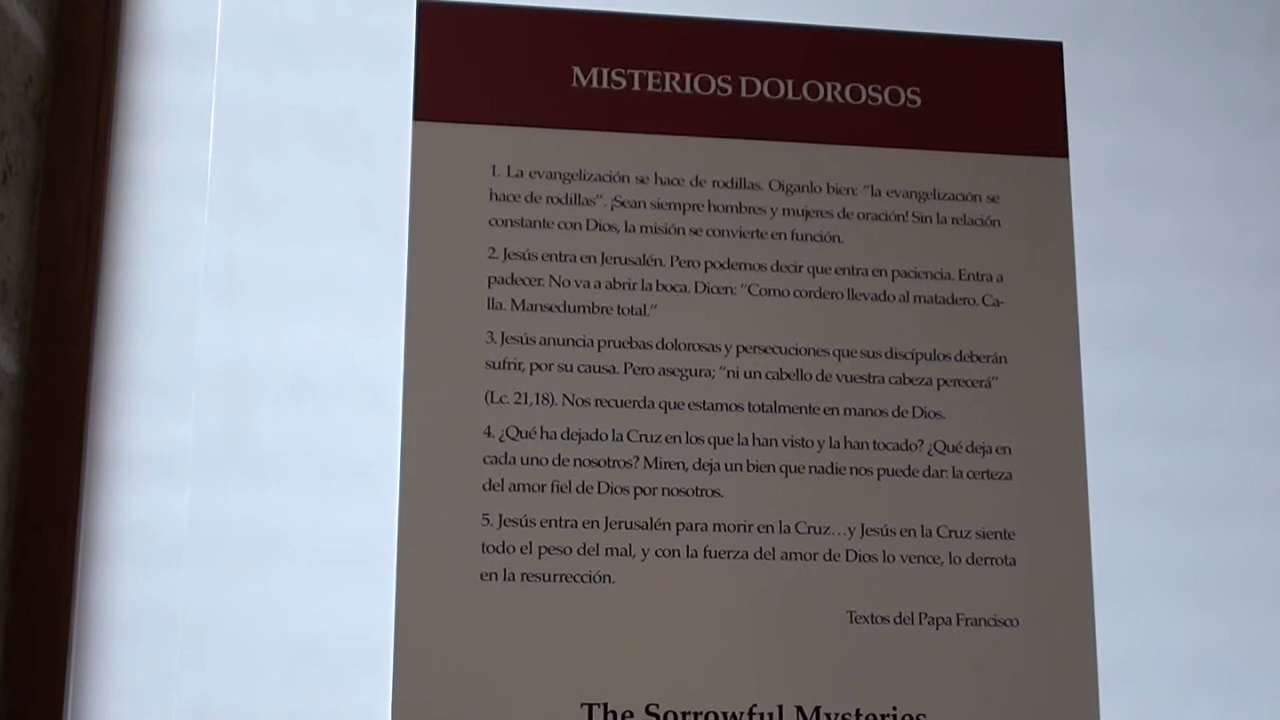 MISTERIOS DOLOROSOS
1. La evangelización se hace de rodillas. Oiganlo bien: “la evangelización se
hace de rodillas”. ¡Sean siempre hombres y mujeres de oración! Sin la relación
constante con Dios, la misión se convierte en función.
2. Jesús entra en Jerusalén. Pero podemos decir que entra en paciencia. Entra a
padecer. No va a abrir la boca. Dicen: “Como cordero llevado al matadero. Ca-
lla. Mansedumbre total.”
3. Jesús anuncia pruebas dolorosas y persecuciones que sus discípulos deberán
sufrir, por su causa. Pero asegura; “ni un cabello de vuestra cabeza perecerá”
(Lc. 21,18). Nos recuerda que estamos totalmente en manos de Dios.
4. ¿Qué ha dejado la Cruz en los que la han visto y la han tocado? ¿Qué deja en
cada uno de nosotros? Miren, deja un bien que nadie nos puede dar: la certeza
del amor fiel de Dios por nosotros.
5. Jesús entra en Jerusalén para morir en la Cruz…y Jesús en la Cruz siente
todo el peso del mal, y con la fuerza del amor de Dios lo vence, lo derrota
en la resurrección.
Textos del Papa Francisco
The Sorrowful Mysteries